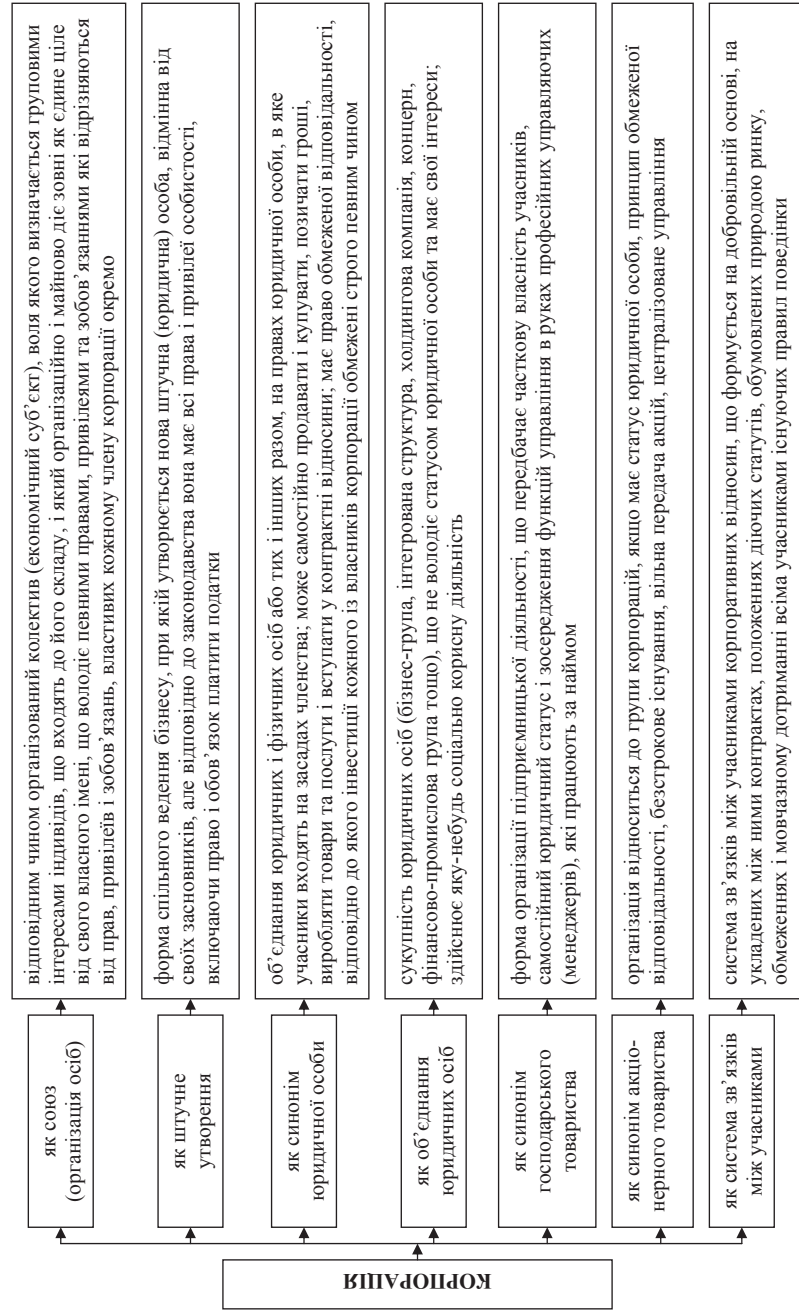 КОРПОРАЦІЯ
як союз
(організація осіб)
відповідним чином організований колектив (економічний суб’єкт), воля якого визначається груповими
інтересами індивідів, що входять до його складу, і який організаційно і майново діє зовні як єдине ціле
від свого власного імені, що володіє певними правами, привілеями та зобов’язаннями які відрізняються
від прав, привілеїв і зобов’язань, властивих кожному члену корпорації окремо
як штучне
утворення
форма спільного ведення бізнесу, при якій утворюється нова штучна (юридична) особа, відмінна від
своїх засновників, але відповідно до законодавства вона має всі права і привілеї особистості,
включаючи право і обов’язок платити податки
як синонім
юридичної особи
об’єднання юридичних і фізичних осіб або тих і інших разом, на правах юридичної особи, в яке
учасники входять на засадах членства; може самостійно продавати і купувати, позичати гроші,
виробляти товари та послуги і вступати у контрактні відносини; має право обмеженої відповідальності,
відповідно до якого інвестиції кожного із власників корпорації обмежені строго певним чином
як об’єднання
юридичних осіб
сукупність юридичних осіб (бізнес-група, інтегрована структура, холдингова компанія, концерн,
фінансово-промислова група тощо), що не володіє статусом юридичної особи та має свої інтереси;
здійснює яку-небудь соціально корисну діяльність
як синонім
господарського
товариства
форма організації підприємницької діяльності, що передбачає часткову власність учасників,
самостійний юридичний статус і зосередження функцій управління в руках професійних управляючих
(менеджерів), які працюють за наймом
як синонім акціо-
нерного товариства
організація відноситься до групи корпорацій, якщо має статус юридичної особи, принцип обмеженої
відповідальності, безстрокове існування, вільна передача акцій, централізоване управління
як система зв’язків
між учасниками
система зв’язків між учасниками корпоративних відносин, що формується на добровільній основі, на
укладених між ними контрактах, положеннях діючих статутів, обумовлених природою ринку,
обмеженнях і мовчазному дотриманні всіма учасниками існуючих правил поведінки